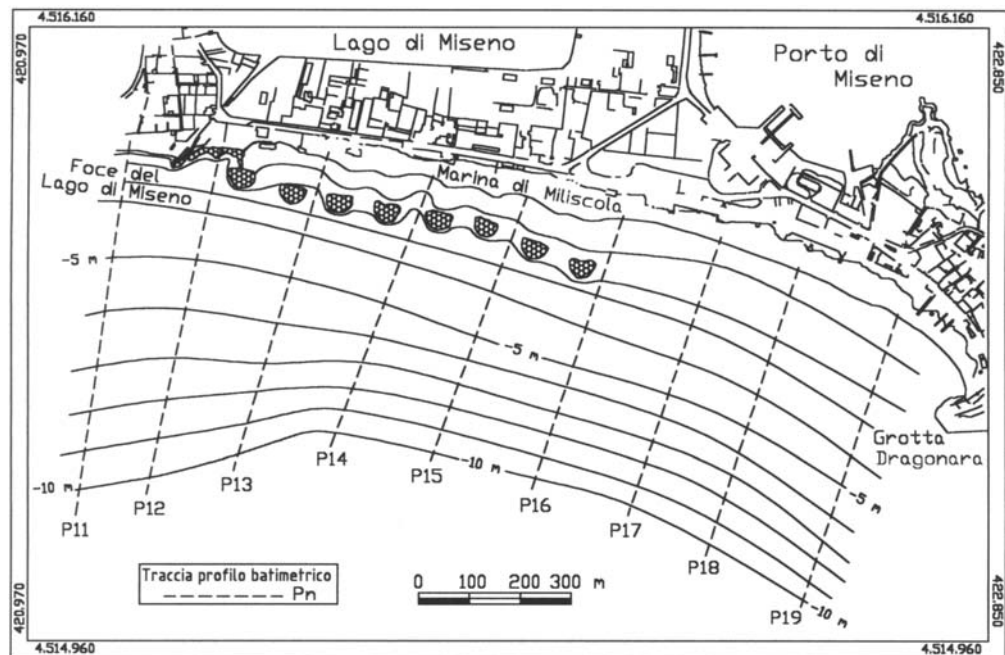 4.516.160
4.516.160
420.970
422.850
Lago di Miseno
Porto di
Miseno
Foce del
Lago di Miseno
Marina di Miliscola
-5 m
-5 m
-5 m
Grotta
Dragonara
-10 m
-10 m
-10 m
P11
P12
P13
P14
P15
P16
P17
P18
P19
Traccia profilo batimetrico
Pn
0 100 200 300 m
420.970
422.850
4.514.960
4.514.960